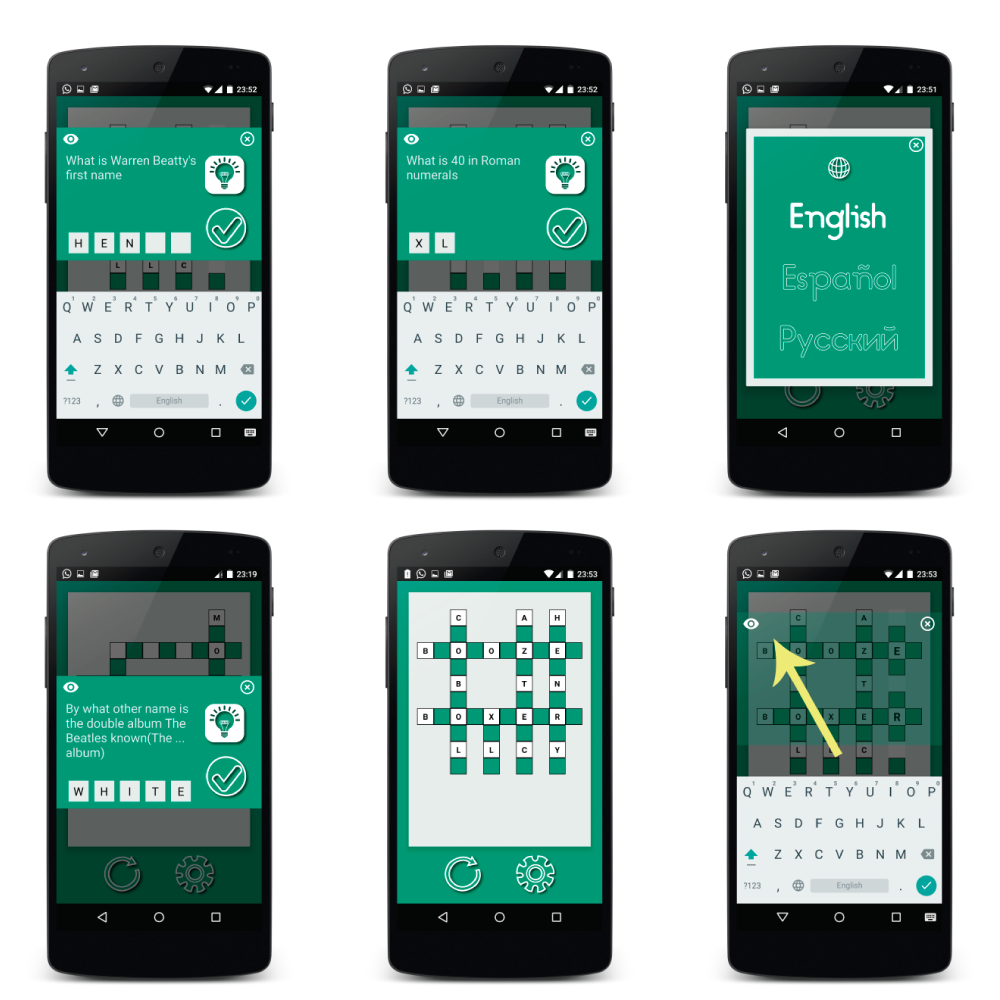 23:52
What is Warren Beatty's
first name
H E N
L L C
1 2 3 4 5 6 7 8 9 0
Q W E R T Y U I O P
A S D F G H J K L
Z X C V B N M
?123 , English .
23:52
What is 40 in Roman
numerals
X L
1 2 3 4 5 6 7 8 9 0
Q W E R T Y U I O P
A S D F G H J K L
Z X C V B N M
?123 , English .
23:51
English
Español
Русский
23:19
M
O
By what other name is
the double album The
Beatles known(The ...
album)
W H I T E
23:53
C A H
B O O Z E
B T N
B O X E R
L L C Y
23:53
C A
B O O Z E
T
B O X E R
L L C
1 2 3 4 5 6 7 8 9 0
Q W E R T Y U I O P
A S D F G H J K L
Z X C V B N M
?123 , English .